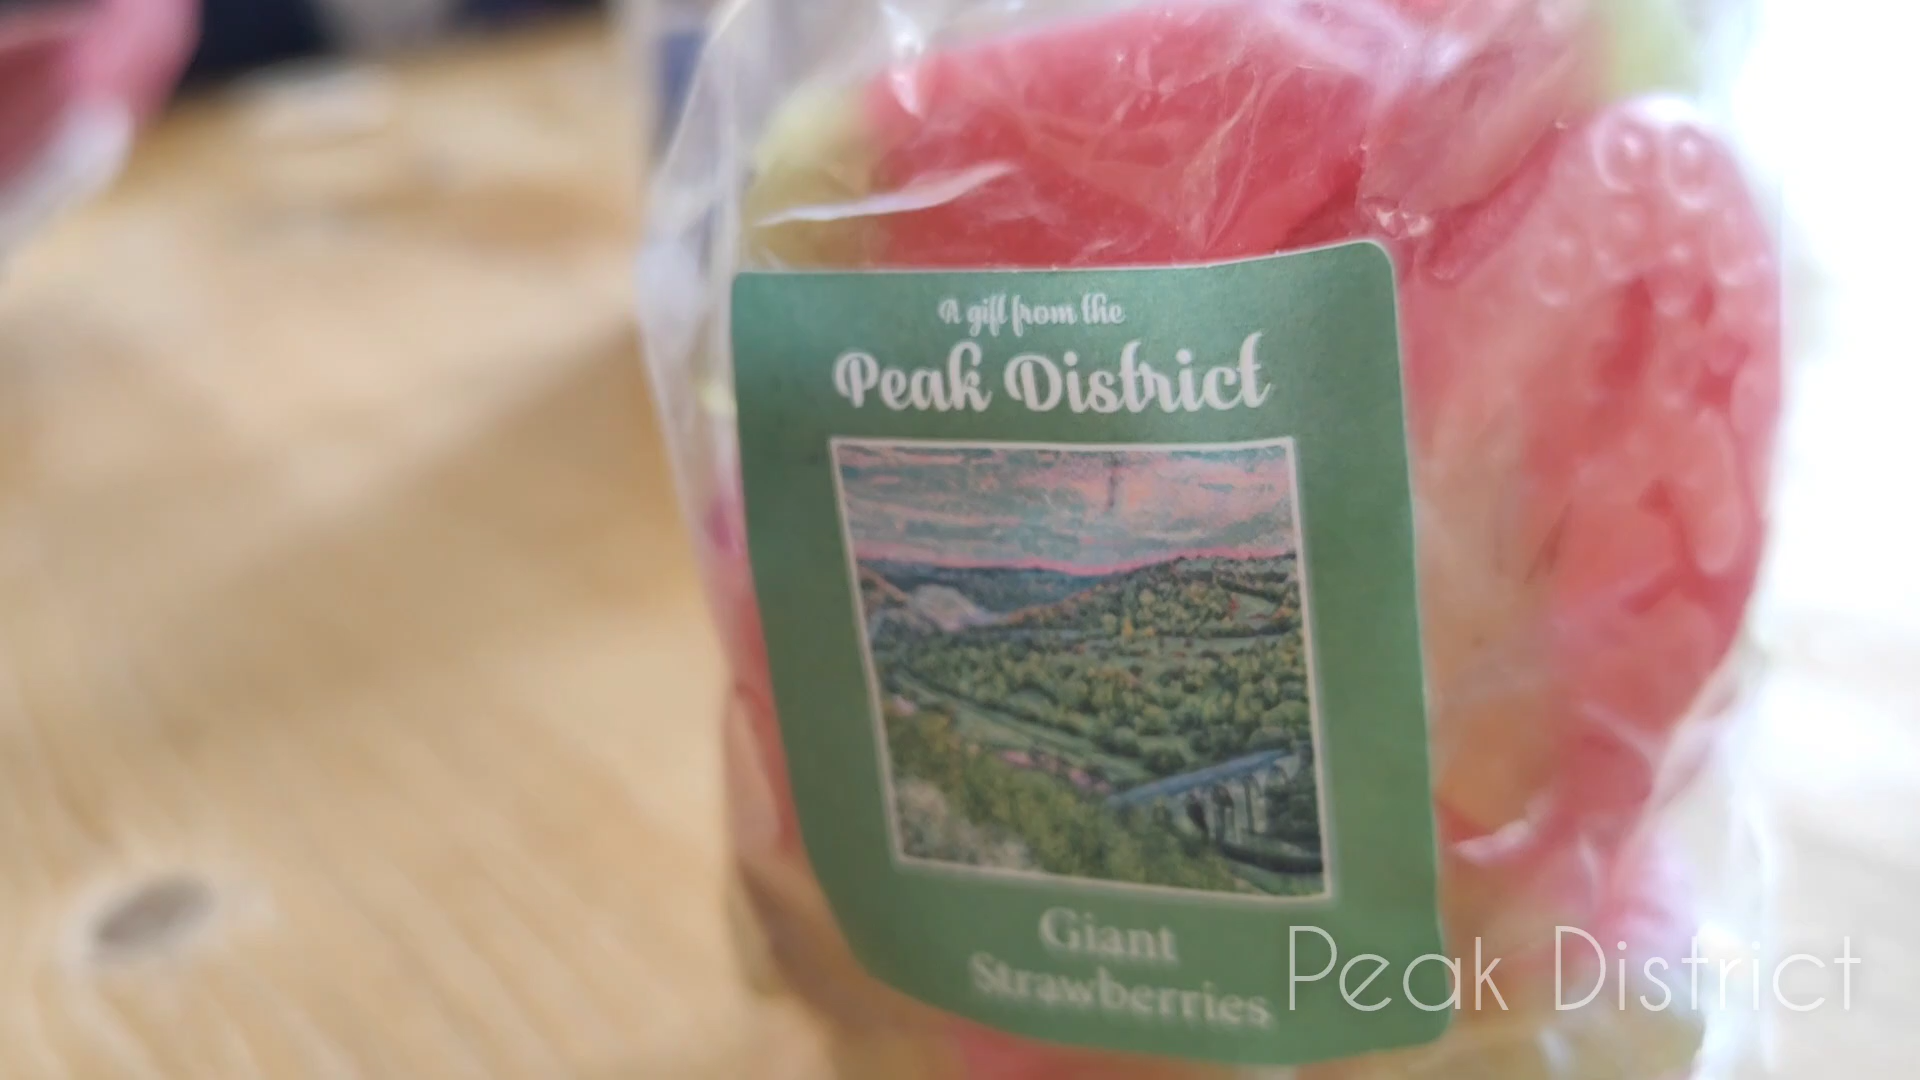 A gift from the
Peak District
Giant
Strawberries
Peak District